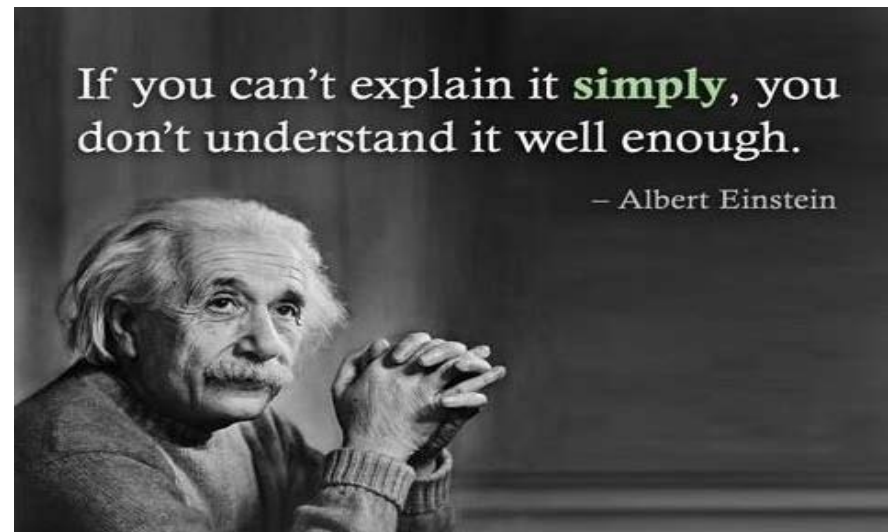 If you can’t explain it simply, you
don’t understand it well enough.
– Albert Einstein